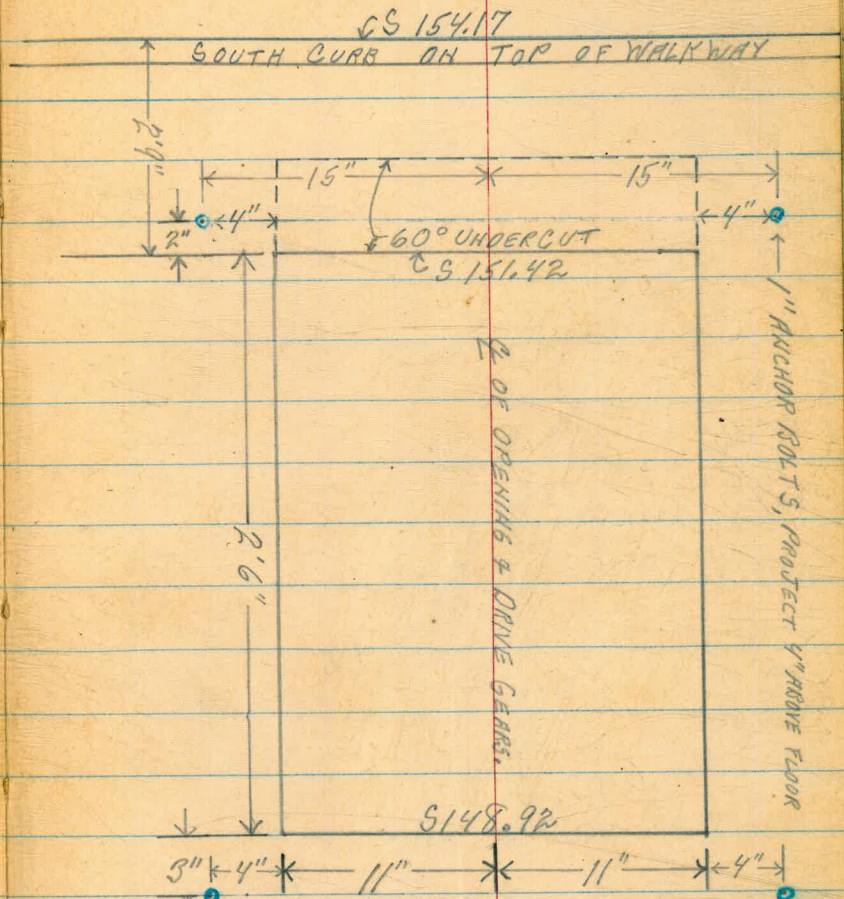 S 154.17
SOUTH CURB ON TOP OF WALKWAY
2'9"
15" 15"
4" 4"
2"
60° UNDERCUT
S 151.42
1" ANCHOR BOLTS, PROJECT 4" ABOVE FLOOR
℄ OF OPENING & DRIVE GEARS.
2'6"
S148.92
3" 4" 11" 11" 4"